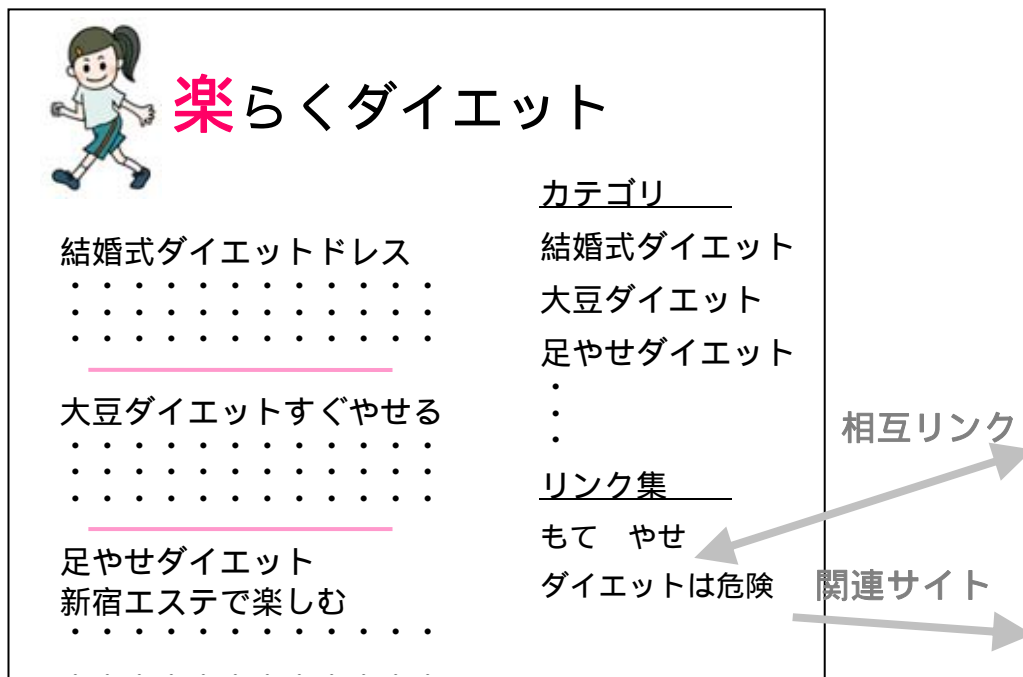 楽らくダイエット
結婚式ダイエットドレス
・・・・・・・・・・・・
・・・・・・・・・・・・
・・・・・・・・・・・・
大豆ダイエットすぐやせる
・・・・・・・・・・・・
・・・・・・・・・・・・
・・・・・・・・・・・・
足やせダイエット
新宿エステで楽しむ
・・・・・・・・・・・・
カテゴリ
結婚式ダイエット
大豆ダイエット
足やせダイエット
・
・
・
リンク集
もて　やせ
ダイエットは危険
相互リンク
関連サイト